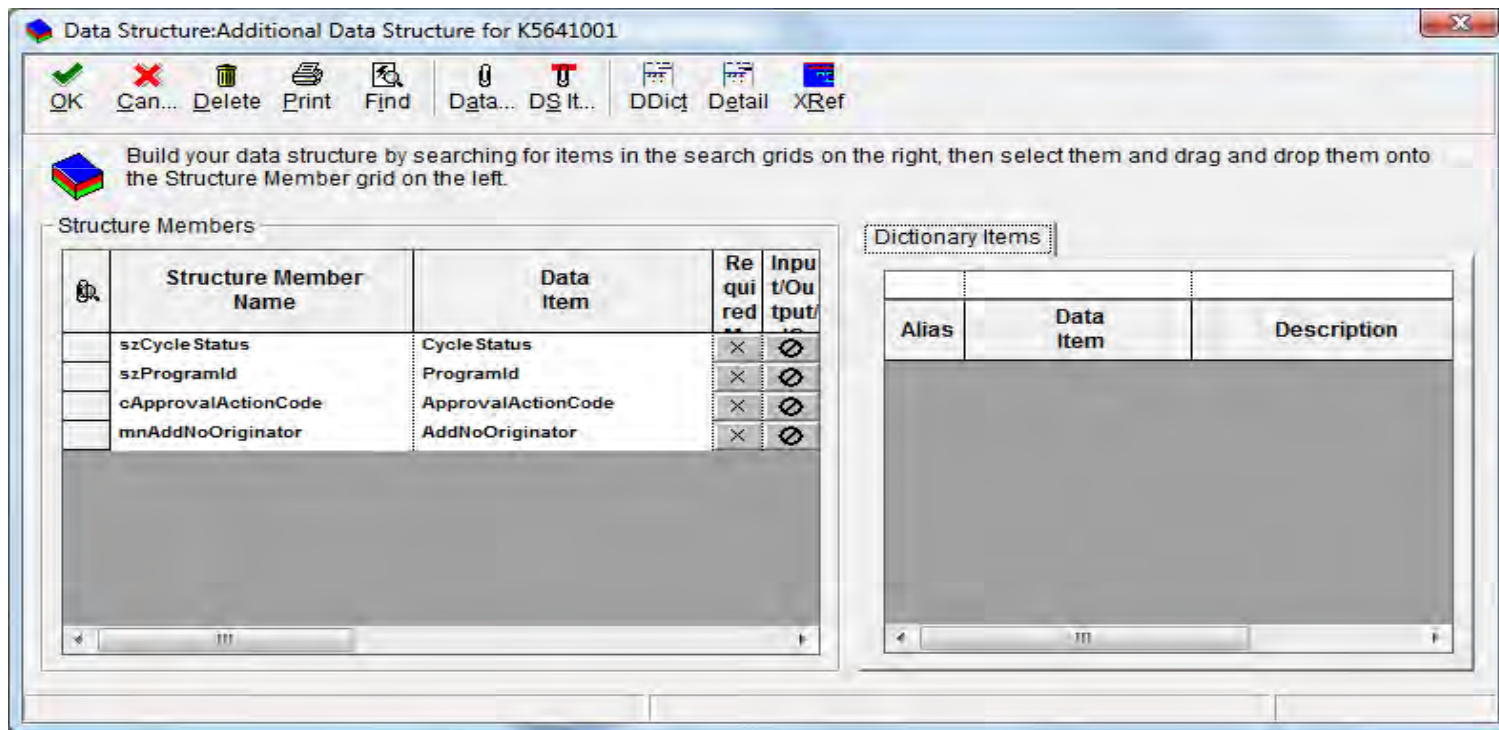 Data Structure:Additional Data Structure for K5641001
OK Can... Delete Print Find Data... DS It... DDict Detail XRef
Build your data structure by searching for items in the search grids on the right, then select them and drag and drop them onto
the Structure Member grid on the left.
Structure Members
Structure Member Name Data Item Re qui red Inpu t/Ou tput/
szCycleStatus CycleStatus
szProgramId ProgramId
cApprovalActionCode ApprovalActionCode
mnAddNoOriginator AddNoOriginator
Dictionary Items
Alias Data Item Description